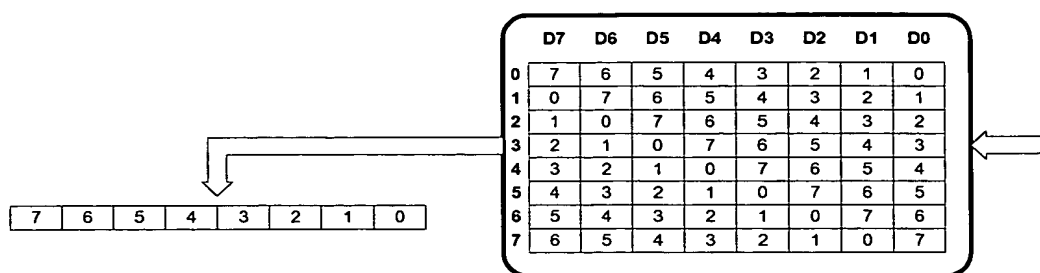 D7 D6 D5 D4 D3 D2 D1 D0
0 7 6 5 4 3 2 1 0
1 0 7 6 5 4 3 2 1
2 1 0 7 6 5 4 3 2
3 2 1 0 7 6 5 4 3
4 3 2 1 0 7 6 5 4
5 4 3 2 1 0 7 6 5
6 5 4 3 2 1 0 7 6
7 6 5 4 3 2 1 0 7
7 6 5 4 3 2 1 0